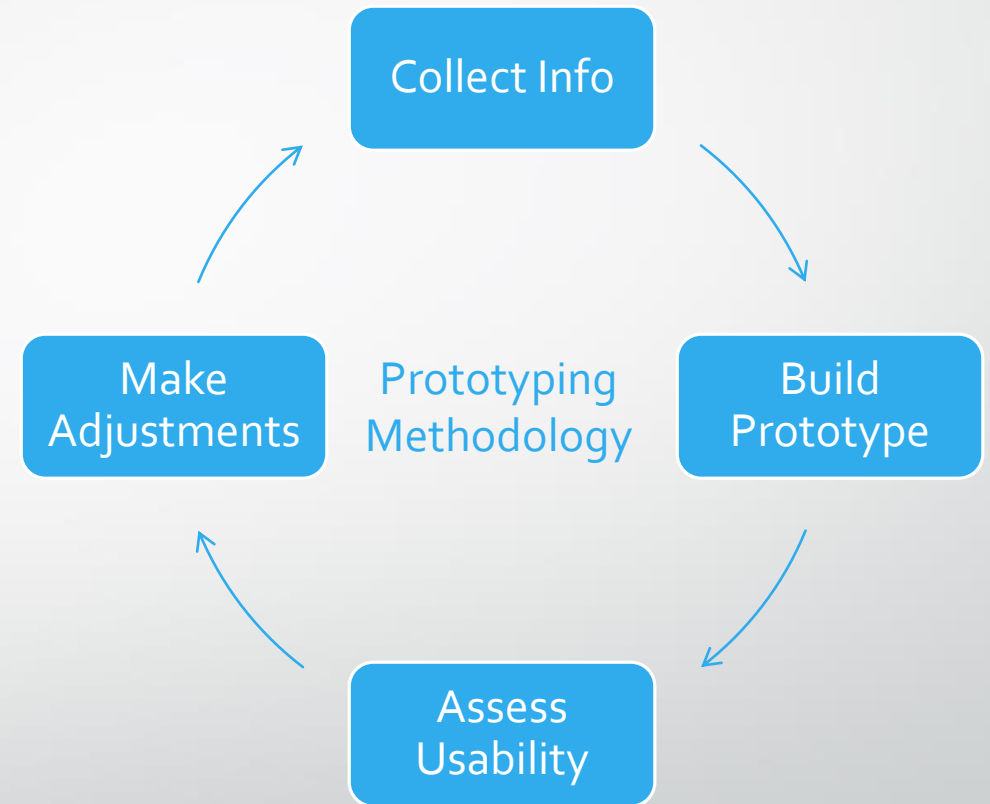 Collect Info
Build
Prototype
Assess
Usability
Make
Adjustments
Prototyping
Methodology